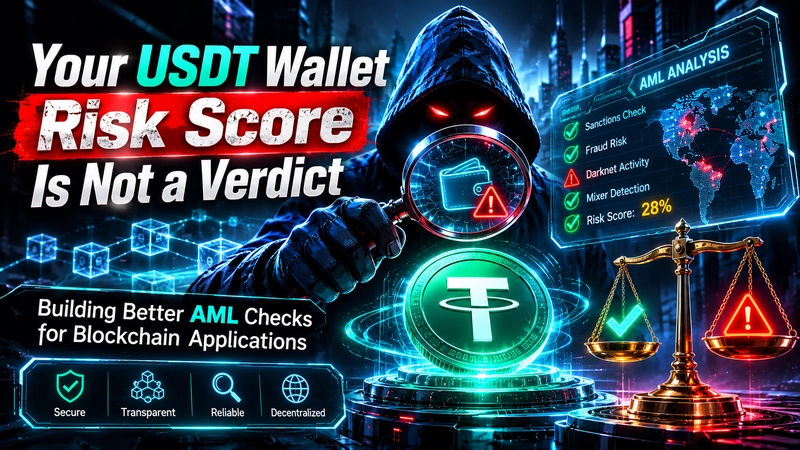 Your USDT Wallet
Risk Score
Is Not a Verdict
Building Better AML Checks
for Blockchain Applications
Secure
Transparent
Reliable
Decentralized
AML ANALYSIS
Sanctions Check
Fraud Risk
Darknet Activity
Mixer Detection
Risk Score: 28%